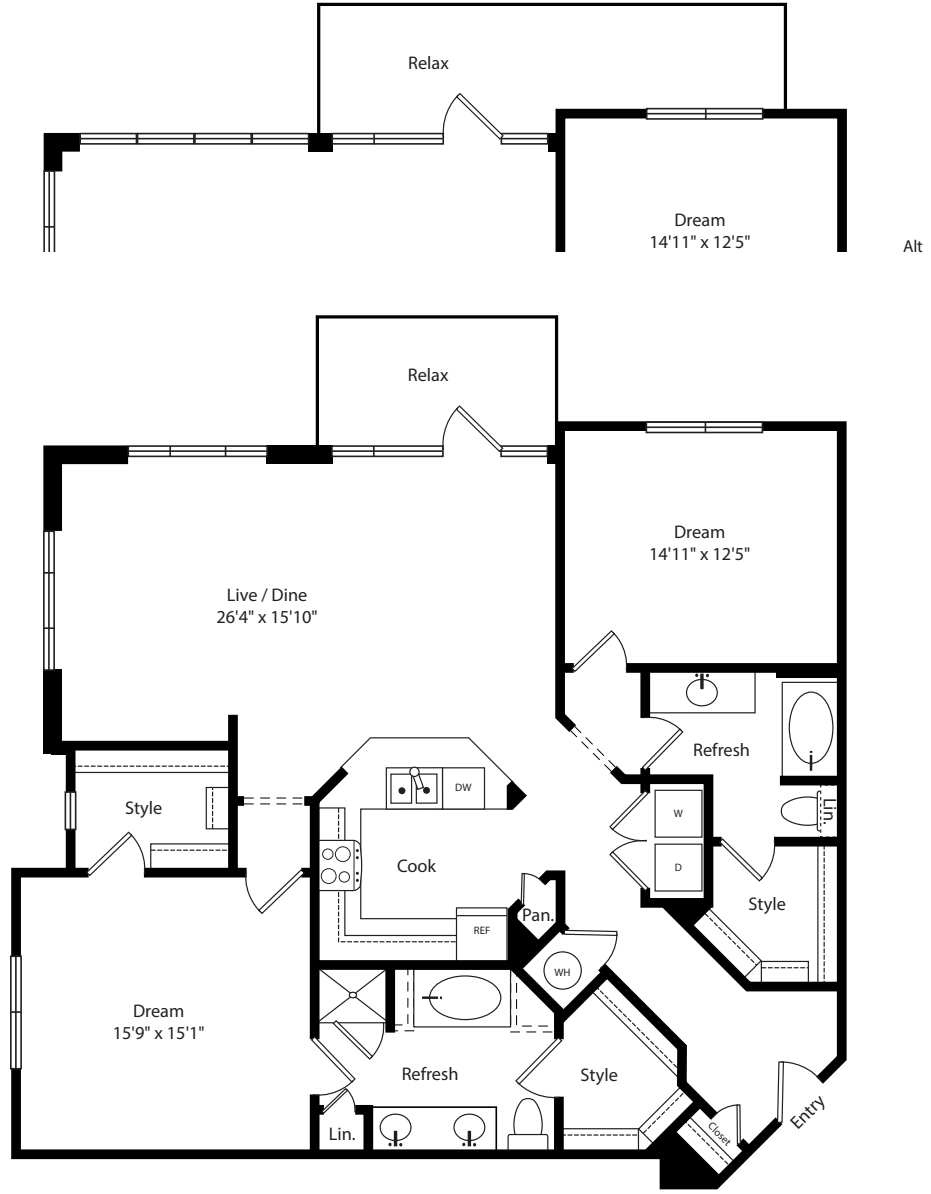 Relax
Dream
14'11" x 12'5"
Alt
Relax
Dream
14'11" x 12'5"
Live / Dine
26'4" x 15'10"
Refresh
DW
Style
W
Lin.
Cook
D
Style
Pan.
REF
WH
Dream
15'9" x 15'1"
Refresh
Style
Entry
Closet
Lin.